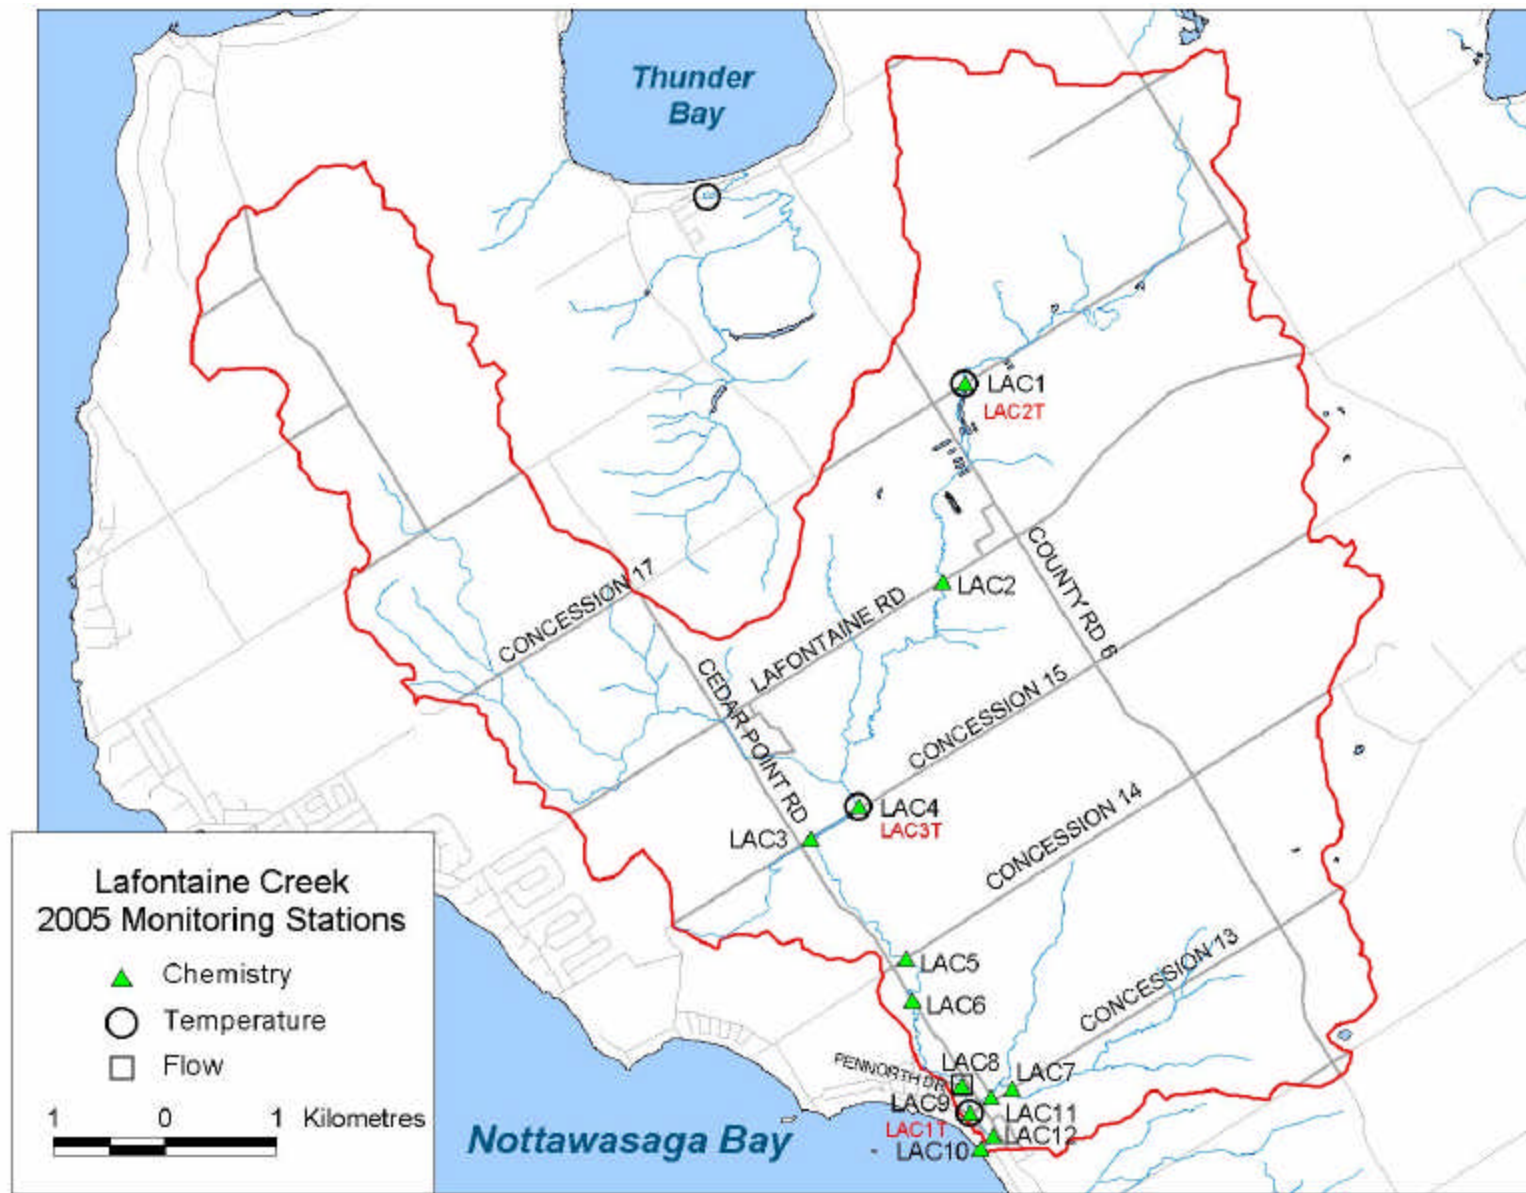 Thunder
Bay
LAC1
LAC2T
COUNTY RD 6
LAC2
CONCESSION 17
LAFONTAINE RD
CEDAR POINT RD
CONCESSION 15
LAC4
LAC3T
LAC3
CONCESSION 14
LAC5
LAC6
CONCESSION 13
PENNORTH DR
LAC8
LAC7
LAC9
LAC11
LAC1T
LAC12
LAC10
Nottawasaga Bay
Lafontaine Creek
2005 Monitoring Stations
Chemistry
Temperature
Flow
1 0 1 Kilometres